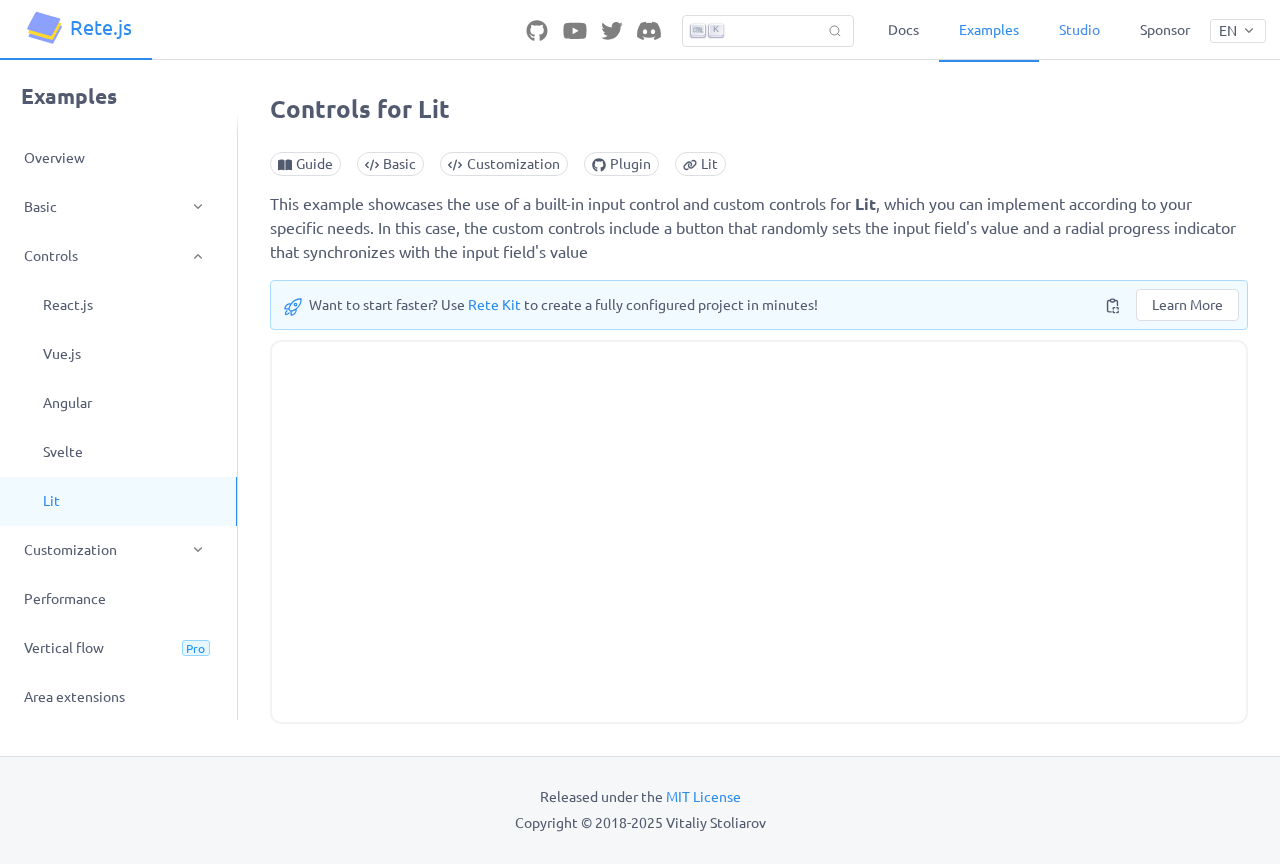 Rete.js
K
Docs
Examples
Studio
Sponsor
EN
Examples
Overview
Basic
Controls
React.js
Vue.js
Angular
Svelte
Lit
Customization
Performance
Vertical flow
Pro
Area extensions
Controls for Lit
Guide
Basic
Customization
Plugin
Lit
This example showcases the use of a built-in input control and custom controls for Lit, which you can implement according to your
specific needs. In this case, the custom controls include a button that randomly sets the input field's value and a radial progress indicator
that synchronizes with the input field's value
Want to start faster? Use Rete Kit to create a fully configured project in minutes!
Learn More
Released under the MIT License
Copyright © 2018-2025 Vitaliy Stoliarov